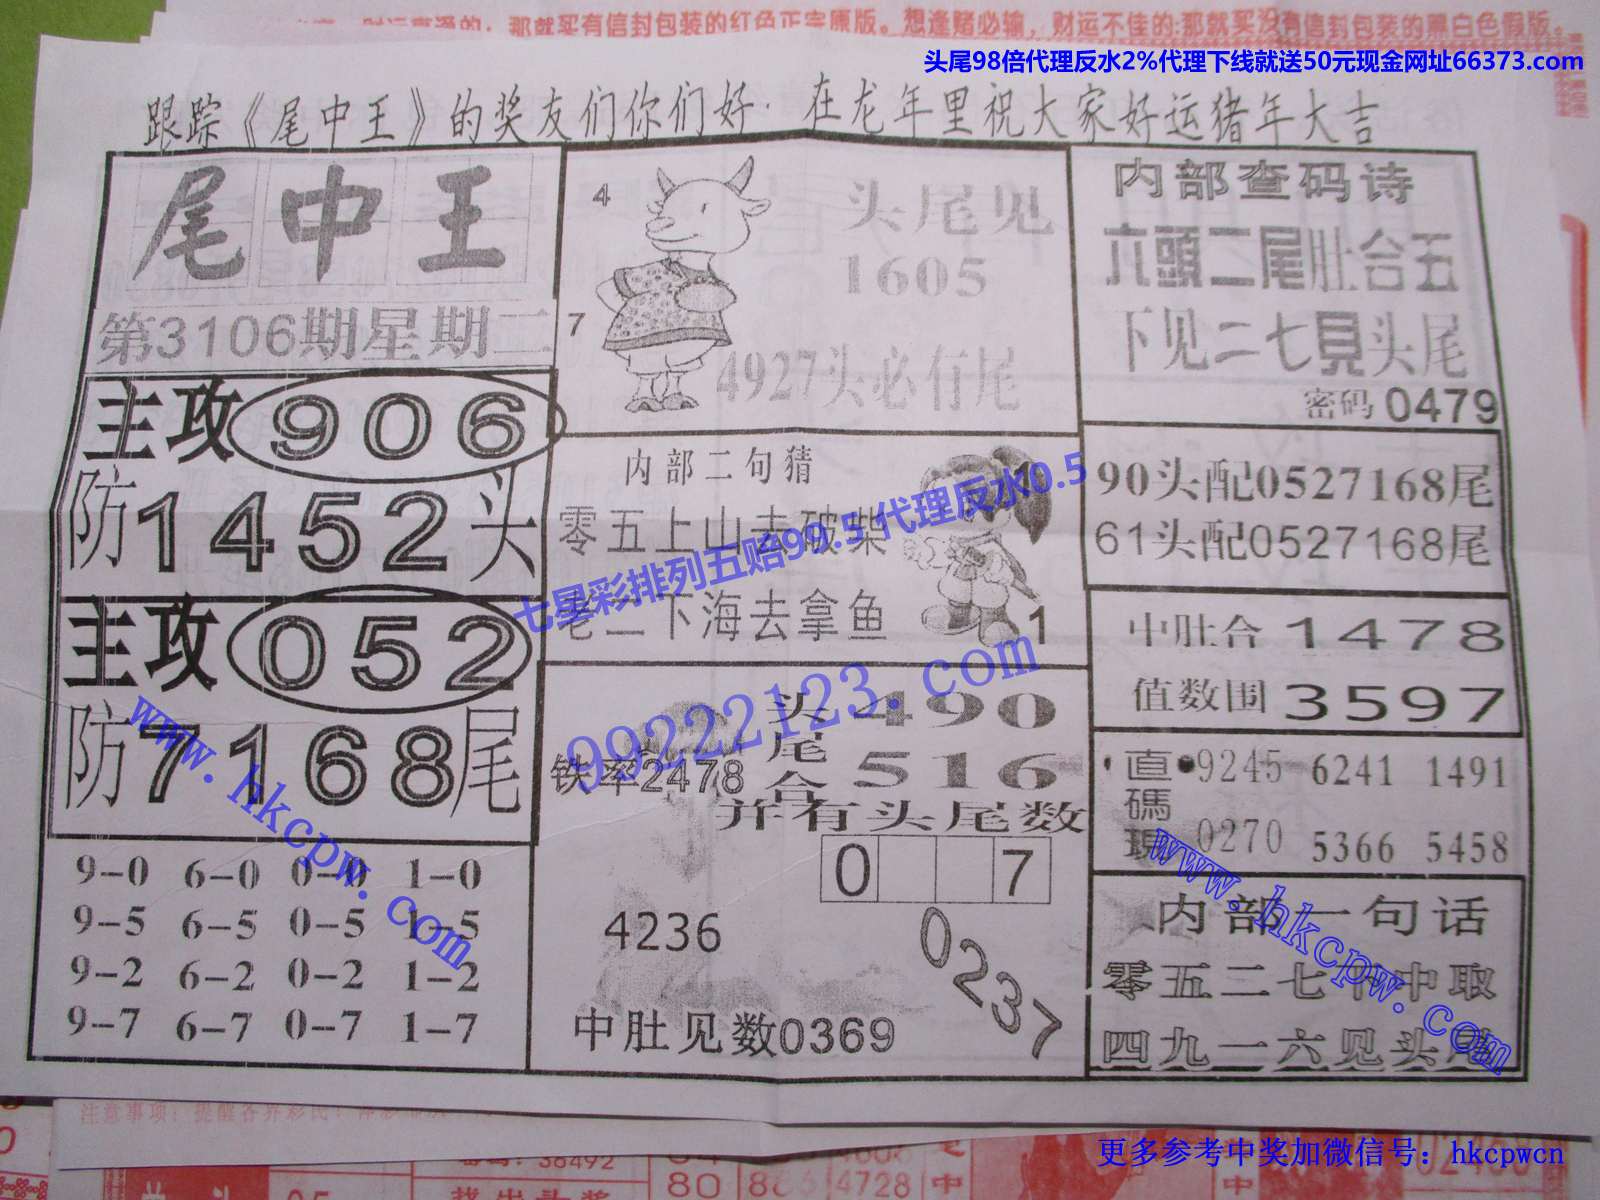 头尾98倍代理反水2%代理下线就送50元现金网址66373.com
跟踪《尾中王》的奖友们你们好·在龙年里祝大家好运猪年大吉
尾中王
第3106期星期二
主攻906
防1452头
主攻052
防7168尾
9-0 6-0 0-0 1-0
9-5 6-5 0-5 1-5
9-2 6-2 0-2 1-2
9-7 6-7 0-7 1-7
4
7
头尾见
1605
4927头必有尾
内部二句猜
零五上山去破柴
老二下海去拿鱼
1
1
头490
尾
合516
铁率2478
并有头尾数
0 7
4236
0237
中肚见数0369
内部查码诗
六頭二尾肚合五
下见二七見头尾
密码0479
90头配0527168尾
61头配0527168尾
中肚合1478
值数围3597
直碼現
9245 6241 1491
0270 5366 5458
内部一句话
零五二七中取
四九一六见头尾
七星彩排列五赔99.5代理反水0.5
99222123.com
www.hkcpw.com
www.hkcpw.com
更多参考中奖加微信号：hkcpwcn